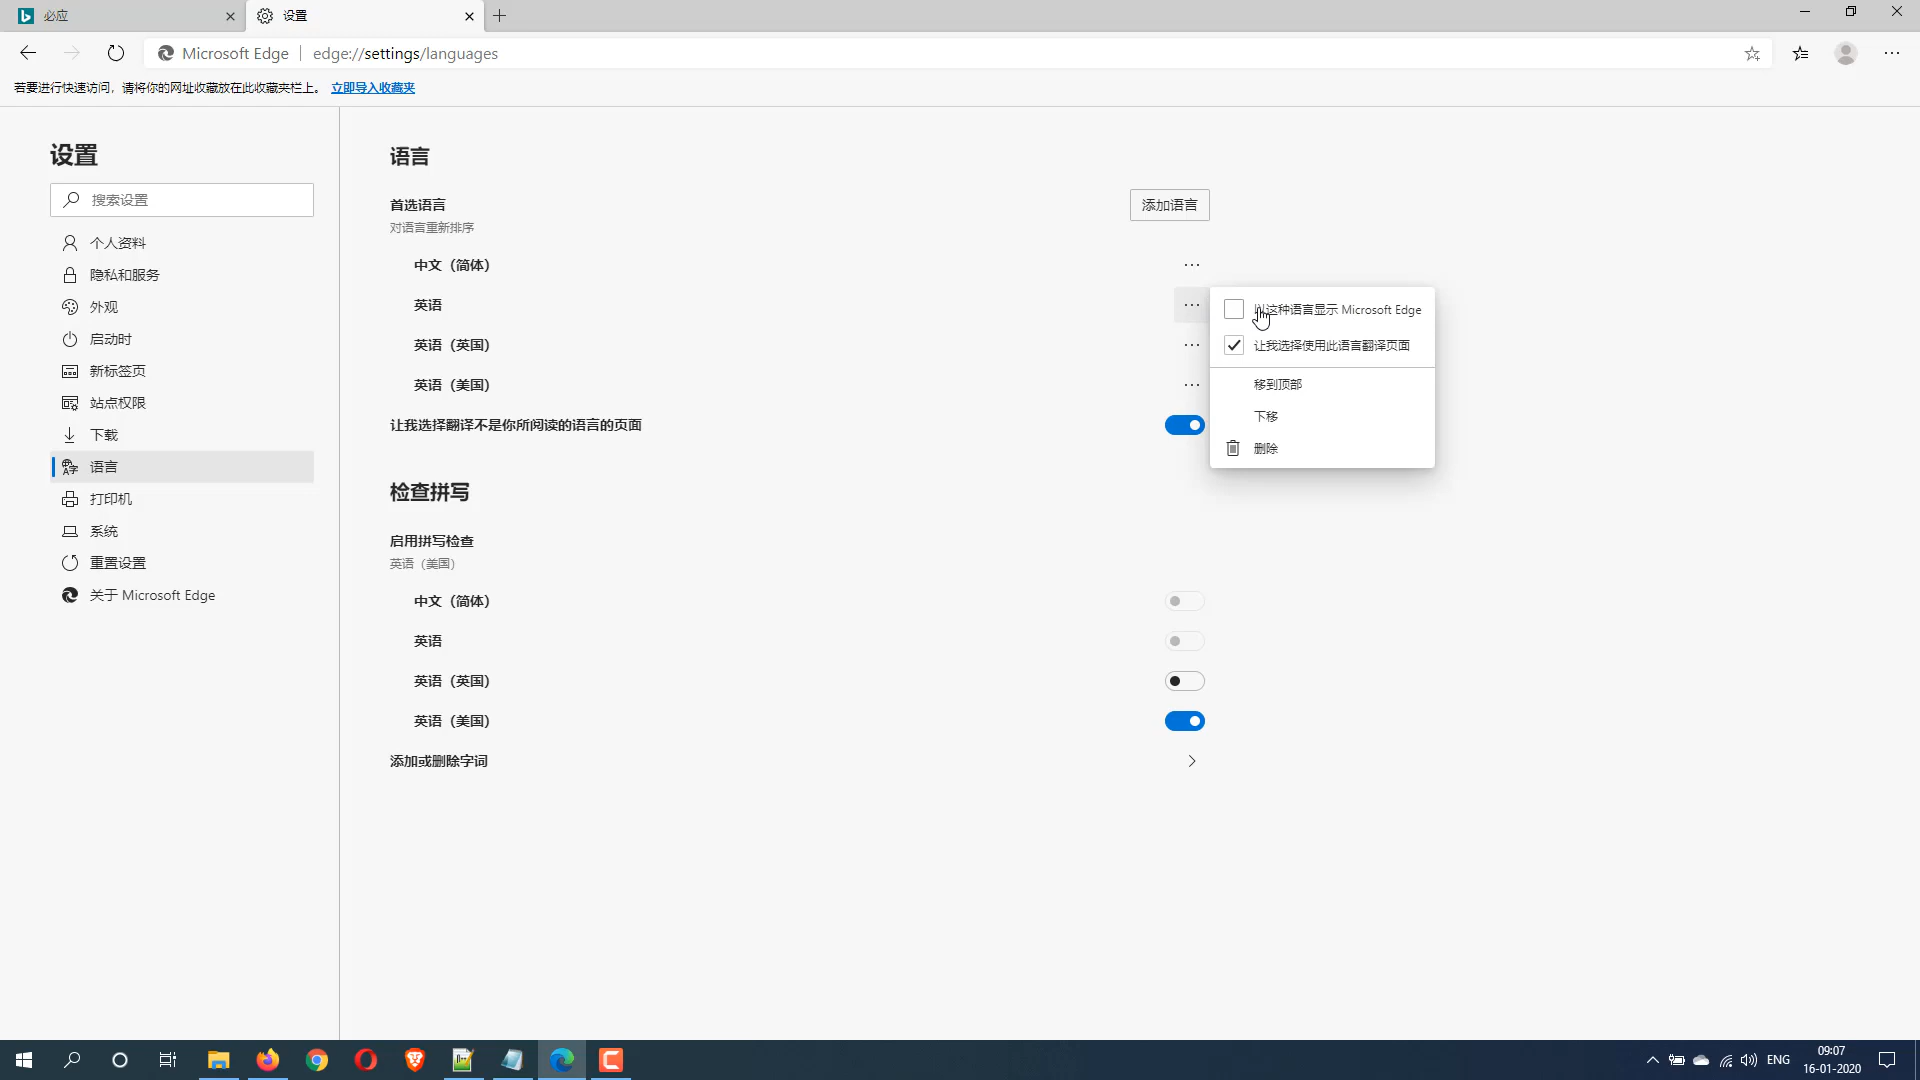 必应
设置
Microsoft Edge
edge://settings/languages
若要进行快速访问，请将你的网址收藏放在此收藏夹栏上。 立即导入收藏夹
设置
搜索设置
个人资料
隐私和服务
外观
启动时
新标签页
站点权限
下载
语言
打印机
系统
重置设置
关于 Microsoft Edge
语言
首选语言
添加语言
对语言重新排序
中文（简体）
英语
英语（英国）
英语（美国）
让我选择翻译不是你所阅读的语言的页面
以这种语言显示 Microsoft Edge
让我选择使用此语言翻译页面
移到顶部
下移
删除
检查拼写
启用拼写检查
英语（美国）
中文（简体）
英语
英语（英国）
英语（美国）
添加或删除字词
ENG
09:07
16-01-2020